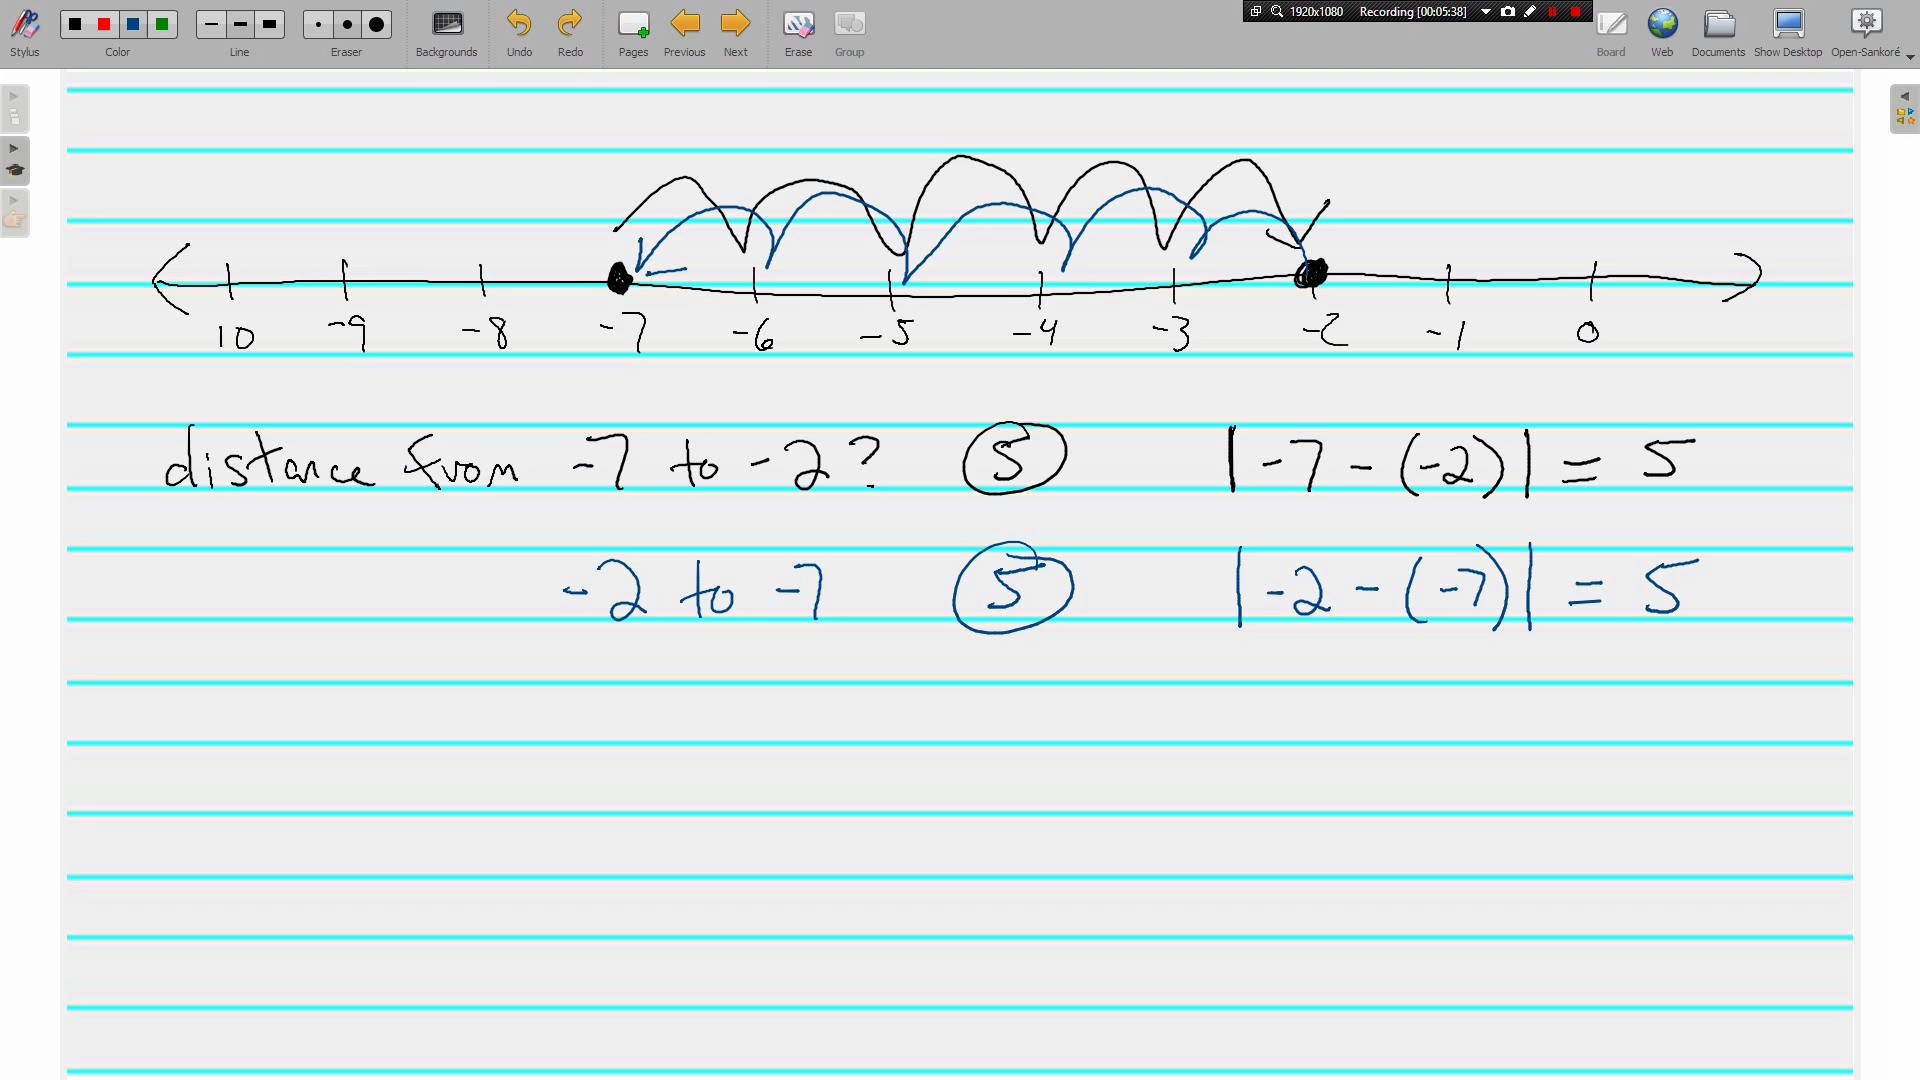 1920x1080 Recording [00:05:38]
Stylus Color Line Eraser Backgrounds Undo Redo Pages Previous Next Erase Group Board Web Documents Show Desktop Open-Sankoré
10 -9 -8 -7 -6 -5 -4 -3 -2 -1 0
distance from -7 to -2? 5 |-7-(-2)| = 5
-2 to -7 5 |-2-(-7)| = 5